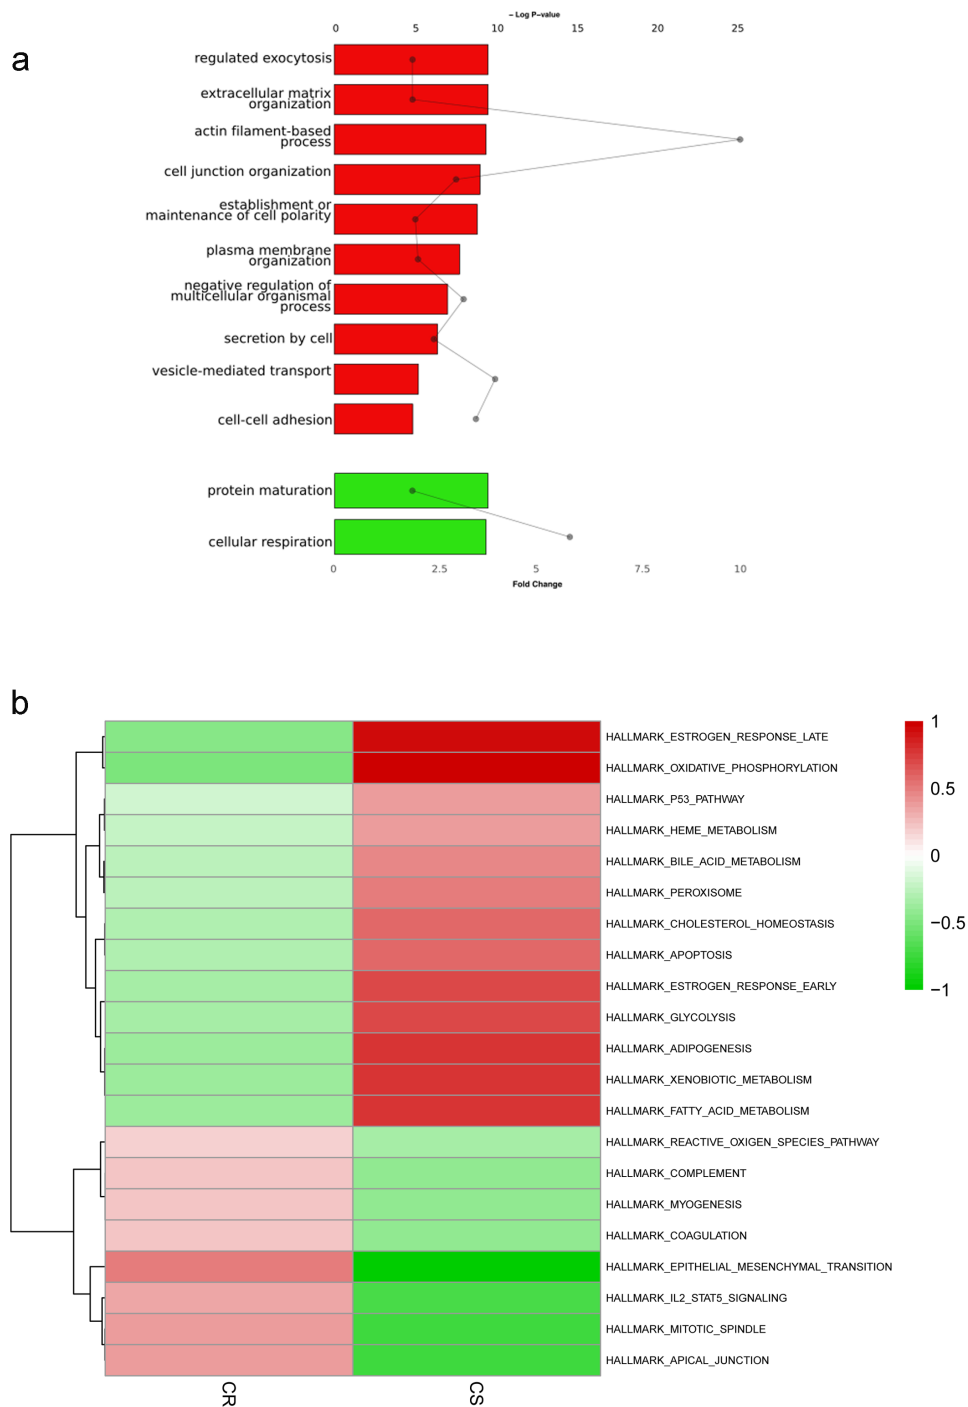 a
– Log P–value
0 5 10 15 20 25
regulated exocytosis
extracellular matrix
organization
actin filament-based
process
cell junction organization
establishment or
maintenance of cell polarity
plasma membrane
organization
negative regulation of
multicellular organismal
process
secretion by cell
vesicle-mediated transport
cell-cell adhesion
protein maturation
cellular respiration
0 2.5 5 7.5 10
Fold Change
b
HALLMARK_ESTROGEN_RESPONSE_LATE
HALLMARK_OXIDATIVE_PHOSPHORYLATION
HALLMARK_P53_PATHWAY
HALLMARK_HEME_METABOLISM
HALLMARK_BILE_ACID_METABOLISM
HALLMARK_PEROXISOME
HALLMARK_CHOLESTEROL_HOMEOSTASIS
HALLMARK_APOPTOSIS
HALLMARK_ESTROGEN_RESPONSE_EARLY
HALLMARK_GLYCOLYSIS
HALLMARK_ADIPOGENESIS
HALLMARK_XENOBIOTIC_METABOLISM
HALLMARK_FATTY_ACID_METABOLISM
HALLMARK_REACTIVE_OXIGEN_SPECIES_PATHWAY
HALLMARK_COMPLEMENT
HALLMARK_MYOGENESIS
HALLMARK_COAGULATION
HALLMARK_EPITHELIAL_MESENCHYMAL_TRANSITION
HALLMARK_IL2_STAT5_SIGNALING
HALLMARK_MITOTIC_SPINDLE
HALLMARK_APICAL_JUNCTION
1
0.5
0
−0.5
−1
CR
CS